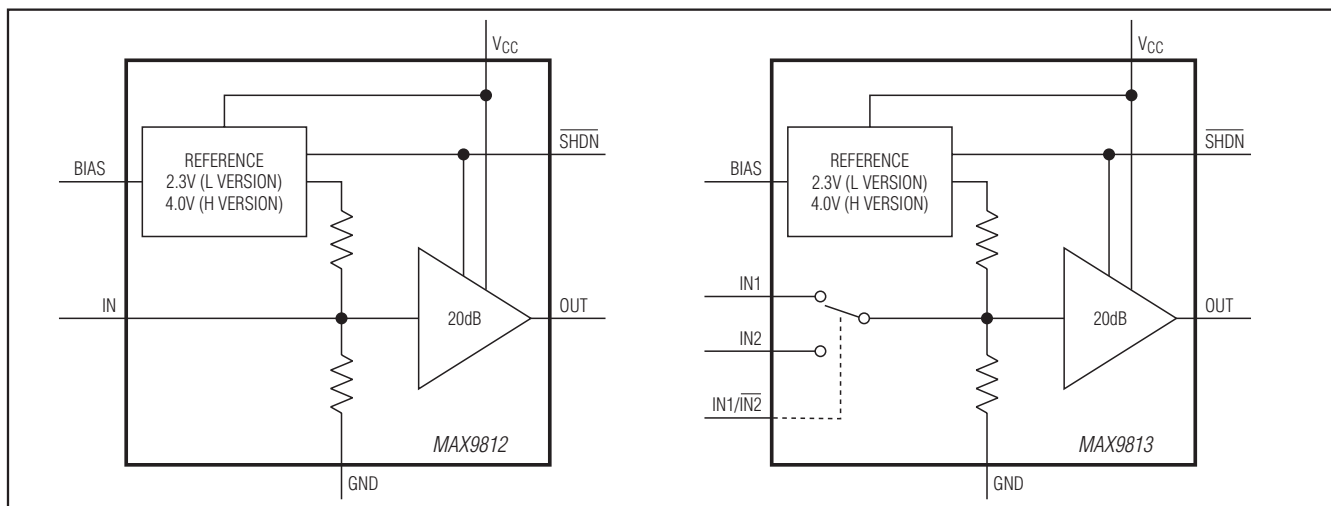 VCC
SHDN
BIAS
REFERENCE
2.3V (L VERSION)
4.0V (H VERSION)
IN
20dB
OUT
MAX9812
GND
VCC
SHDN
BIAS
REFERENCE
2.3V (L VERSION)
4.0V (H VERSION)
IN1
IN2
20dB
OUT
IN1/IN2
MAX9813
GND